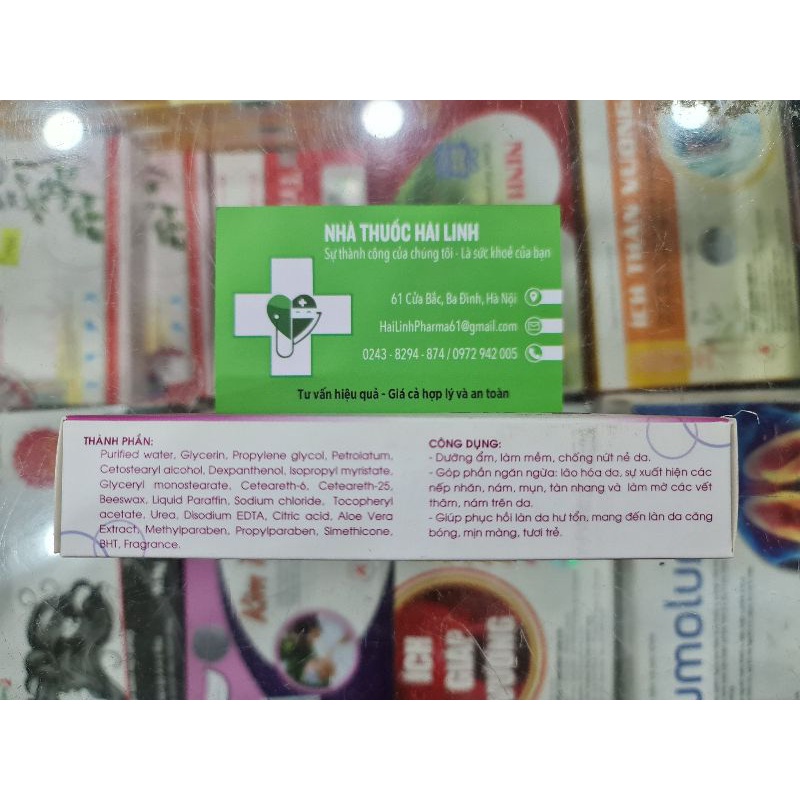 NHÀ THUỐC HẢI LINH
Sự thành công của chúng tôi - Là sức khoẻ của bạn
61 Cửa Bắc, Ba Đình, Hà Nội
HaiLinhPharma61@gmail.com
0243 - 8294 - 874 / 0972 942 005
Tư vấn hiệu quả - Giá cả hợp lý và an toàn
THÀNH PHẦN:
Purified water, Glycerin, Propylene glycol, Petrolatum,
Cetostearyl alcohol, Dexpanthenol, Isopropyl myristate,
Glyceryl monostearate, Ceteareth-6, Ceteareth-25,
Beeswax, Liquid Paraffin, Sodium chloride, Tocopheryl
acetate, Urea, Disodium EDTA, Citric acid, Aloe Vera
Extract, Methylparaben, Propylparaben, Simethicone,
BHT, Fragrance.
CÔNG DỤNG:
- Dưỡng ẩm, làm mềm, chống nứt nẻ da.
- Góp phần ngăn ngừa: lão hóa da, sự xuất hiện các
nếp nhăn, nám, mụn, tàn nhang và làm mờ các vết
thâm, nám trên da.
- Giúp phục hồi làn da hư tổn, mang đến làn da căng
bóng, mịn màng, tươi trẻ.
ÍCH THẬN VƯƠNG
ÍCH
GIÁP
VƯƠNG